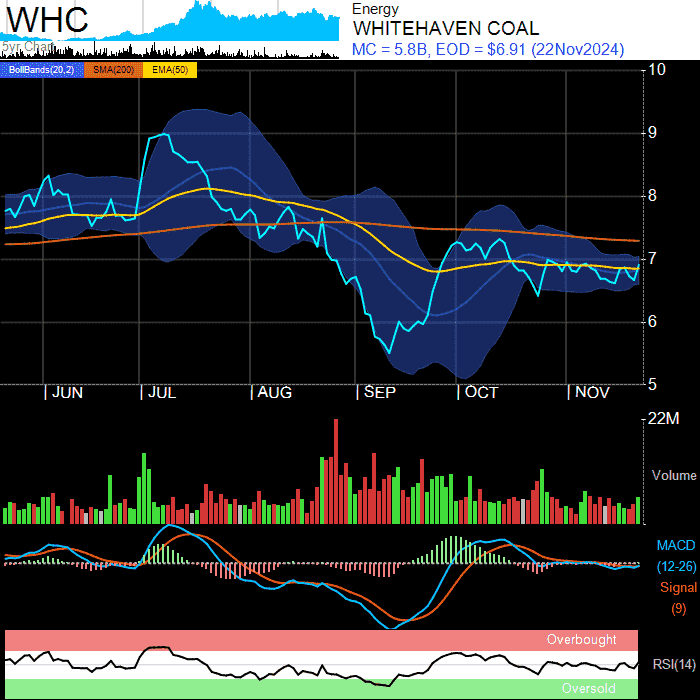 WHC
5yr Chart
Energy
WHITEHAVEN COAL
MC = 5.8B, EOD = $6.91 (22Nov2024)
BollBands(20,2) SMA(200) EMA(50)
10
9
8
7
6
5
JUN JUL AUG SEP OCT NOV
22M
Volume
MACD
(12-26)
Signal
(9)
Overbought
RSI(14)
Oversold